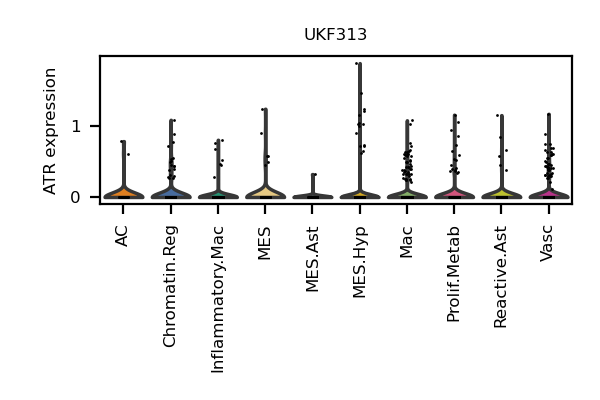 UKF313
ATR expression
1
0
AC
Chromatin.Reg
Inflammatory.Mac
MES
MES.Ast
MES.Hyp
Mac
Prolif.Metab
Reactive.Ast
Vasc